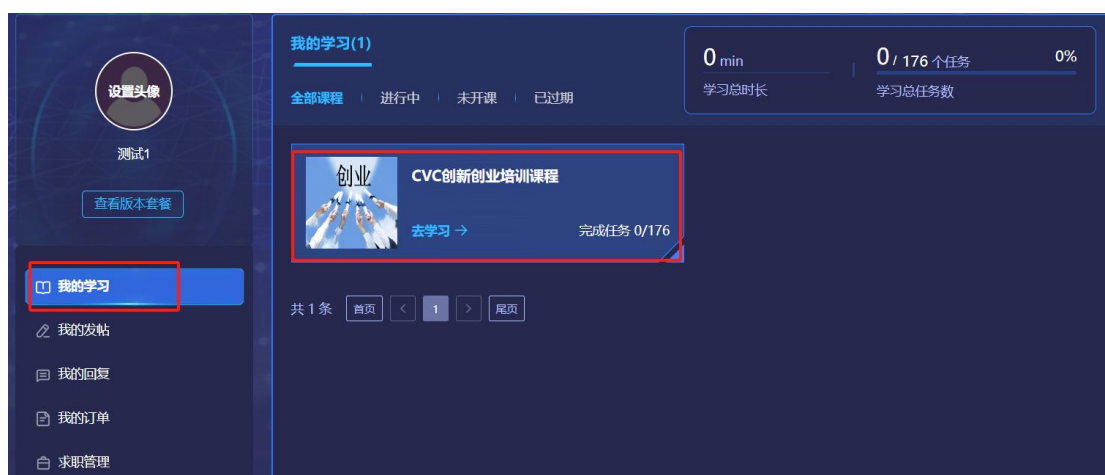 设置头像
测试1
查看版本套餐
我的学习
我的发帖
我的回复
我的订单
求职管理
我的学习(1)
全部课程 进行中 未开课 已过期
0 min
学习总时长
0 / 176 个任务 0%
学习总任务数
创业
CVC创新创业培训课程
去学习 → 完成任务 0/176
共 1 条 首页 < 1 > 尾页